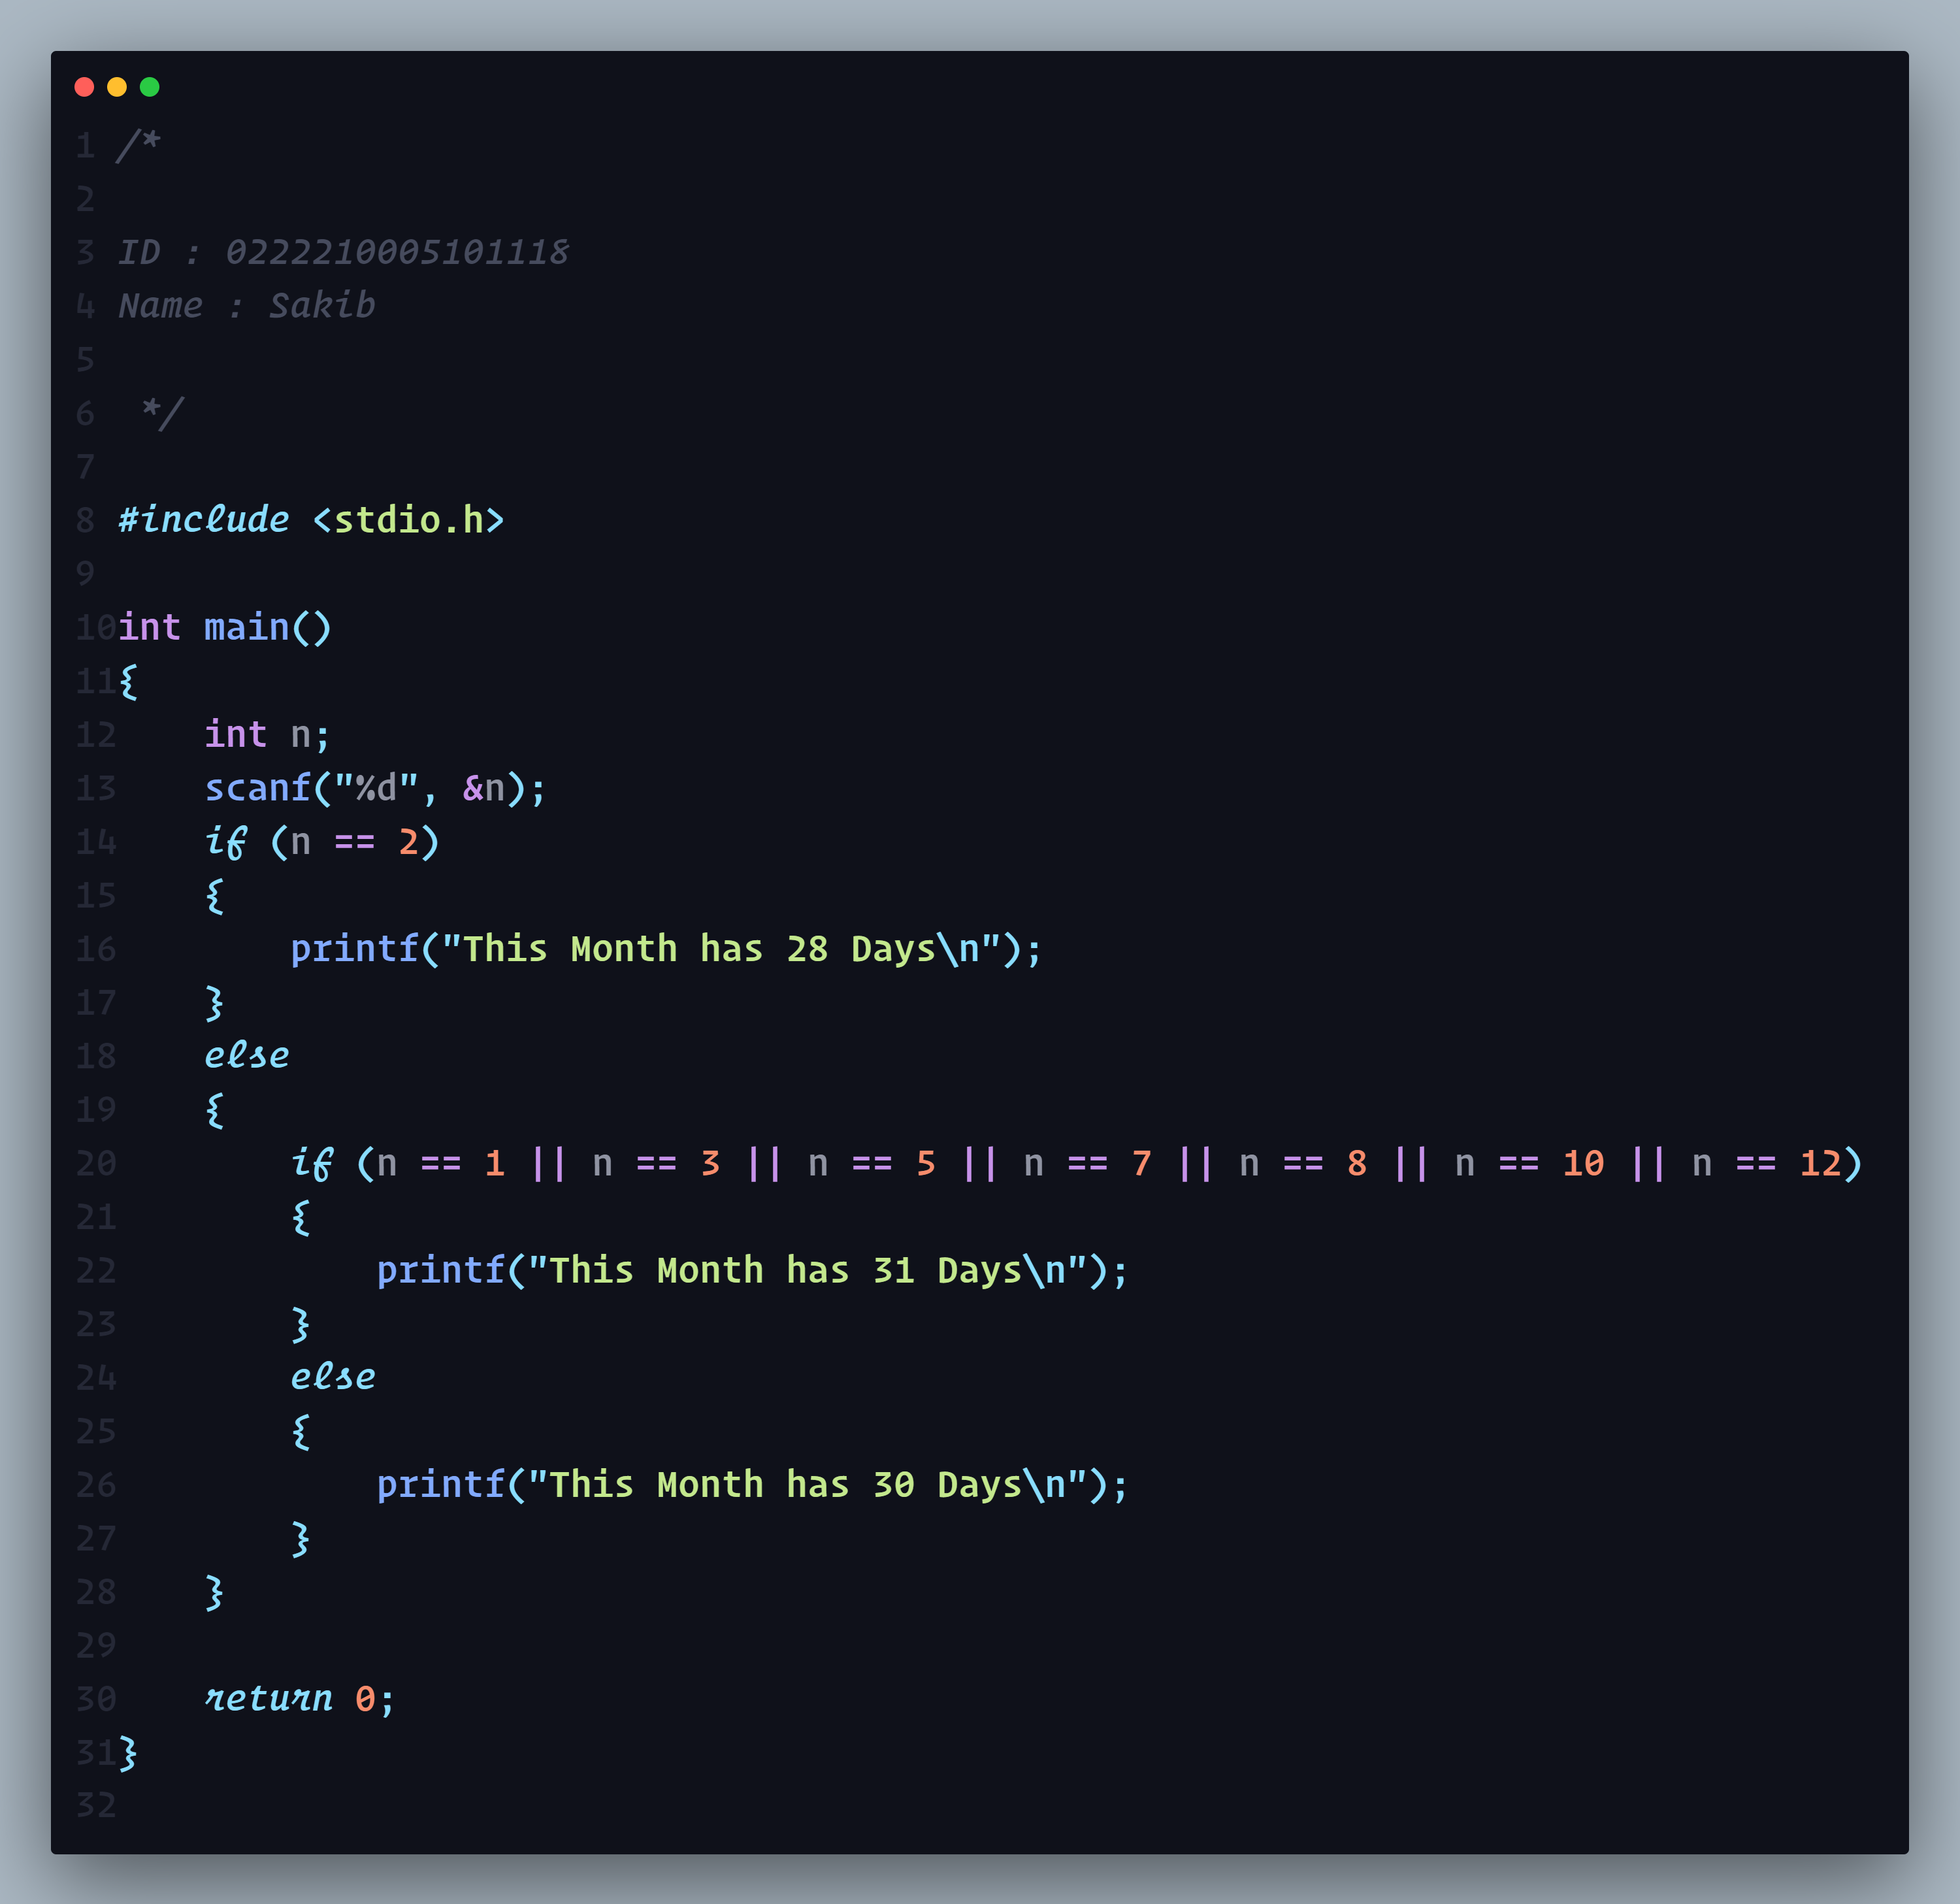 1 /*
2
3 ID : 0222210005101118
4 Name : Sakib
5
6  */
7
8 #include <stdio.h>
9
10int main()
11{
12    int n;
13    scanf("%d", &n);
14    if (n == 2)
15    {
16        printf("This Month has 28 Days\n");
17    }
18    else
19    {
20        if (n == 1 || n == 3 || n == 5 || n == 7 || n == 8 || n == 10 || n == 12)
21        {
22            printf("This Month has 31 Days\n");
23        }
24        else
25        {
26            printf("This Month has 30 Days\n");
27        }
28    }
29
30    return 0;
31}
32